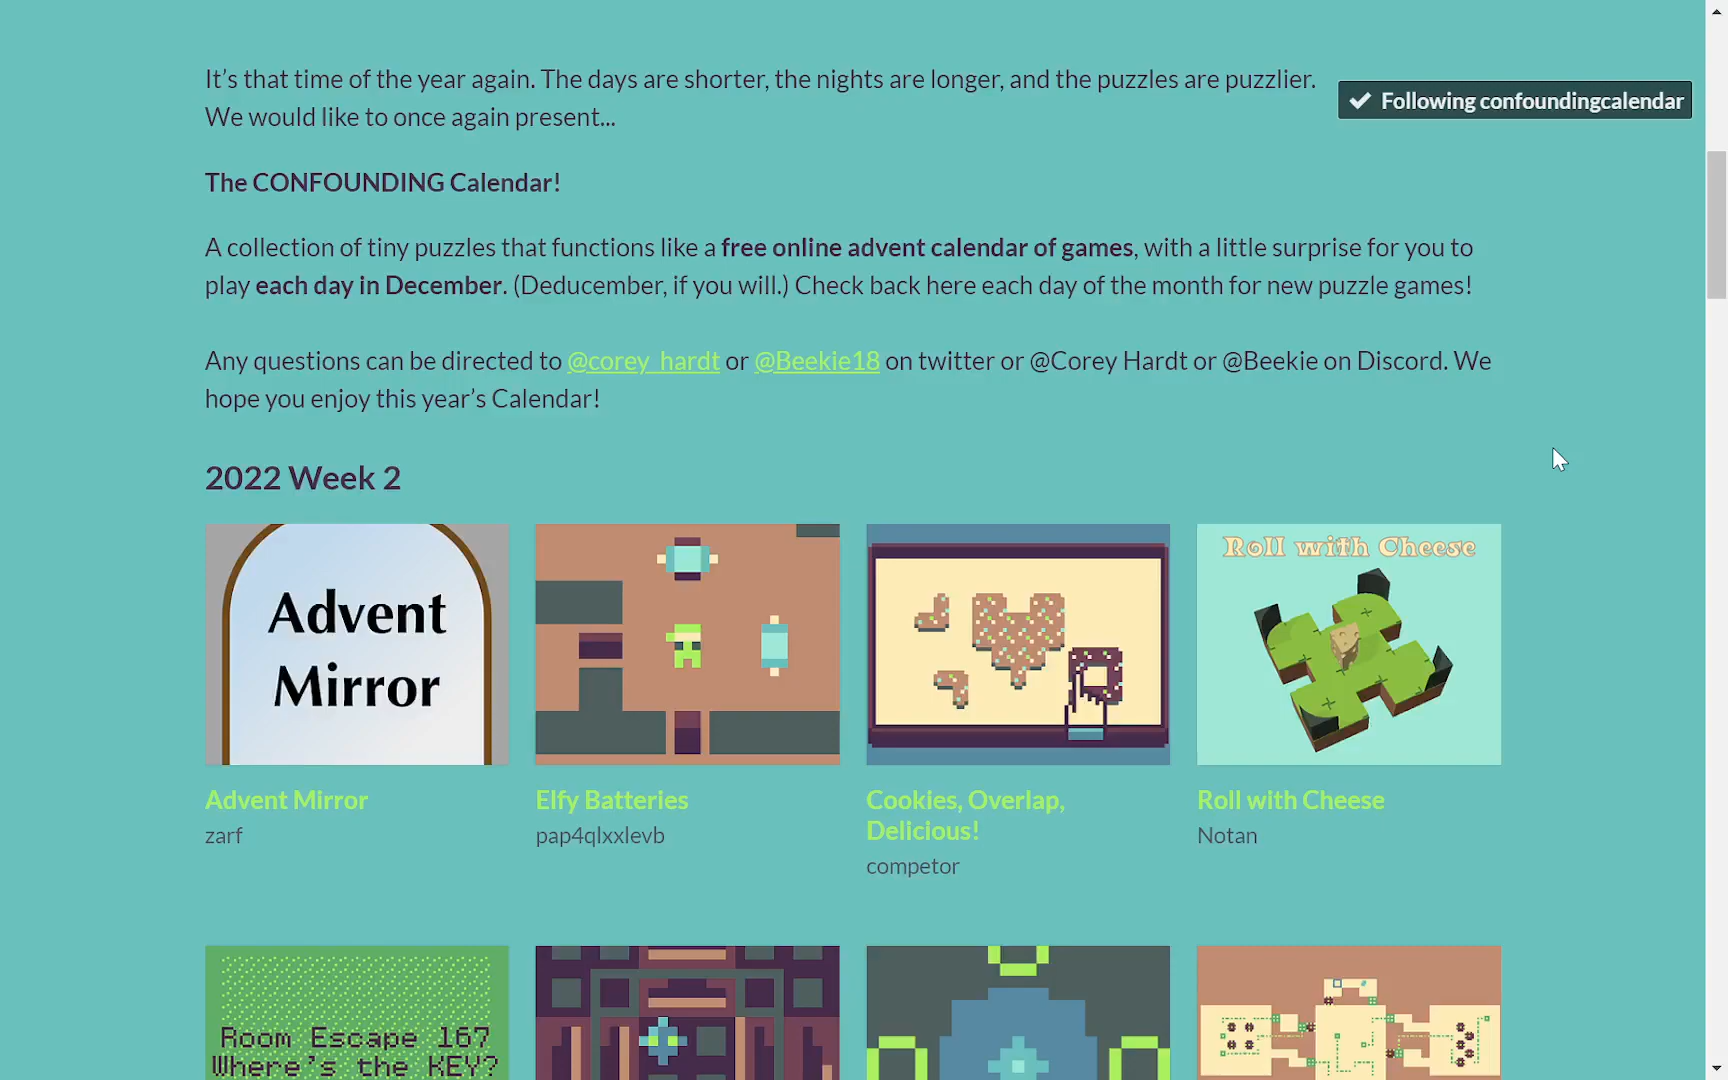 It’s that time of the year again. The days are shorter, the nights are longer, and the puzzles are puzzlier.
We would like to once again present...
Following confoundingcalendar
The CONFOUNDING Calendar!
A collection of tiny puzzles that functions like a free online advent calendar of games, with a little surprise for you to
play each day in December. (Deducember, if you will.) Check back here each day of the month for new puzzle games!
Any questions can be directed to @corey_hardt or @Beekie18 on twitter or @Corey Hardt or @Beekie on Discord. We
hope you enjoy this year’s Calendar!
2022 Week 2
Advent
Mirror
Roll with Cheese
Advent Mirror
zarf
Elfy Batteries
pap4qlxxlevb
Cookies, Overlap,
Delicious!
competor
Roll with Cheese
Notan
Room Escape 167
Where's the KEY?